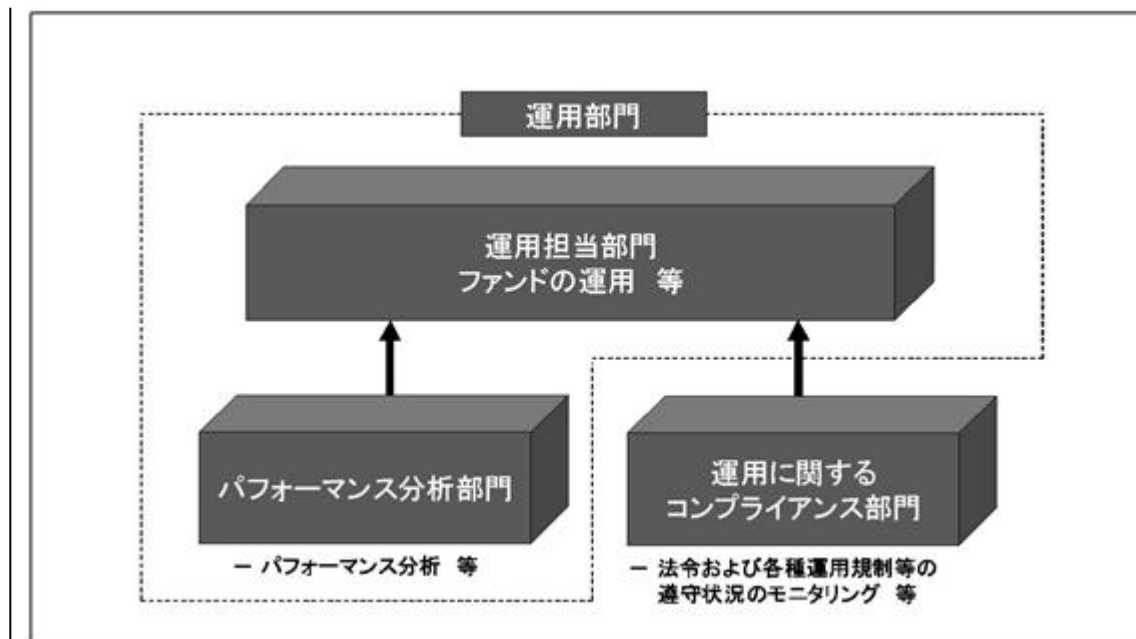 運用部門
運用担当部門
ファンドの運用 等
パフォーマンス分析部門
－ パフォーマンス分析 等
運用に関する
コンプライアンス部門
－ 法令および各種運用規制等の
遵守状況のモニタリング 等